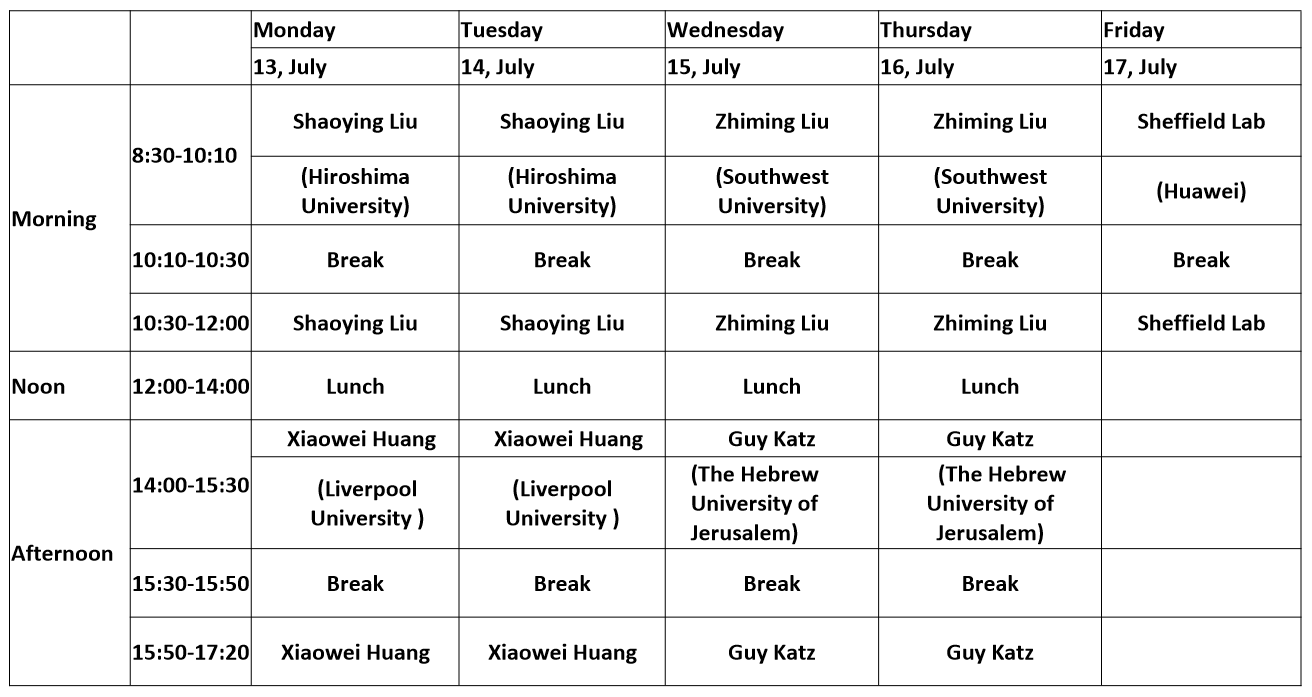 Monday Tuesday Wednesday Thursday Friday
13, July 14, July 15, July 16, July 17, July
Morning
8:30-10:10
Shaoying Liu Shaoying Liu Zhiming Liu Zhiming Liu Sheffield Lab
(Hiroshima University) (Hiroshima University) (Southwest University) (Southwest University) (Huawei)
10:10-10:30 Break Break Break Break Break
10:30-12:00 Shaoying Liu Shaoying Liu Zhiming Liu Zhiming Liu Sheffield Lab
Noon 12:00-14:00 Lunch Lunch Lunch Lunch
Afternoon
14:00-15:30
Xiaowei Huang Xiaowei Huang Guy Katz Guy Katz
(Liverpool University ) (Liverpool University ) (The Hebrew University of Jerusalem) (The Hebrew University of Jerusalem)
15:30-15:50 Break Break Break Break
15:50-17:20 Xiaowei Huang Xiaowei Huang Guy Katz Guy Katz